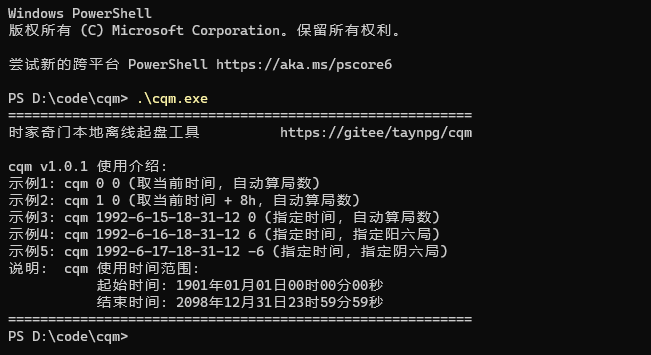 Windows PowerShell
版权所有 (C) Microsoft Corporation。保留所有权利。
尝试新的跨平台 PowerShell https://aka.ms/pscore6
PS D:\code\cqm> .\cqm.exe
==========================================================
时家奇门本地离线起盘工具          https://gitee/taynpg/cqm
cqm v1.0.1 使用介绍:
示例1: cqm 0 0 (取当前时间, 自动算局数)
示例2: cqm 1 0 (取当前时间 + 8h, 自动算局数)
示例3: cqm 1992-6-15-18-31-12 0 (指定时间, 自动算局数)
示例4: cqm 1992-6-16-18-31-12 6 (指定时间, 指定阳六局)
示例5: cqm 1992-6-17-18-31-12 -6 (指定时间, 指定阴六局)
说明:  cqm 使用时间范围:
起始时间: 1901年01月01日00时00分00秒
结束时间: 2098年12月31日23时59分59秒
==========================================================
PS D:\code\cqm>